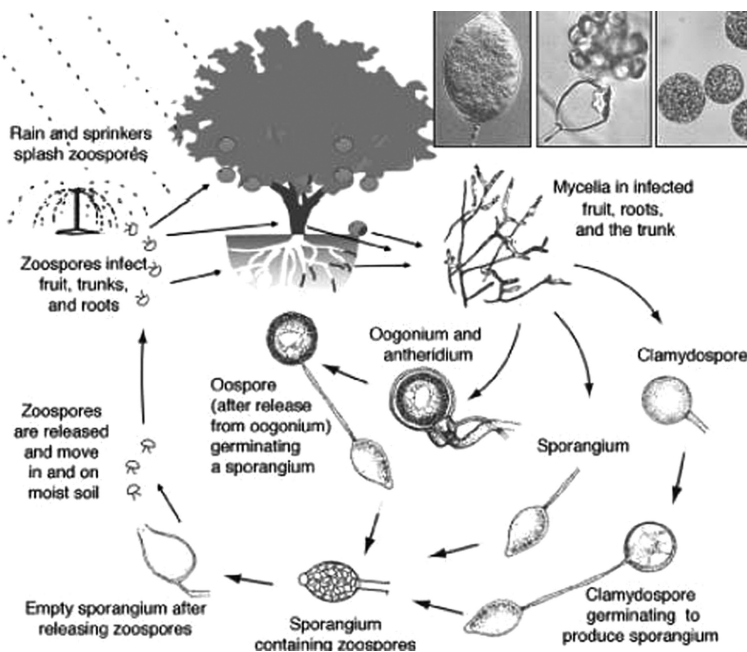 Rain and sprinkers
splash zoospores
Zoospores infect
fruit, trunks,
and roots
Mycelia in infected
fruit, roots,
and the trunk
Oogonium and
antheridium
Clamydospore
Oospore
(after release
from oogonium)
germinating
a sporangium
Zoospores
are released
and move
in and on
moist soil
Sporangium
Empty sporangium after
releasing zoospores
Sporangium
containing zoospores
Clamydospore
germinating to
produce sporangium